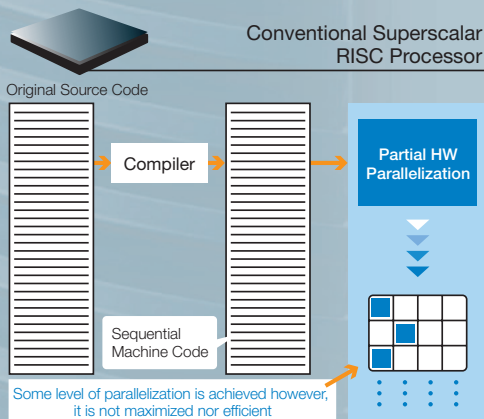 Conventional Superscalar
RISC Processor
Original Source Code
Compiler
Partial HW
Parallelization
Sequential
Machine Code
Some level of parallelization is achieved however,
it is not maximized nor efficient